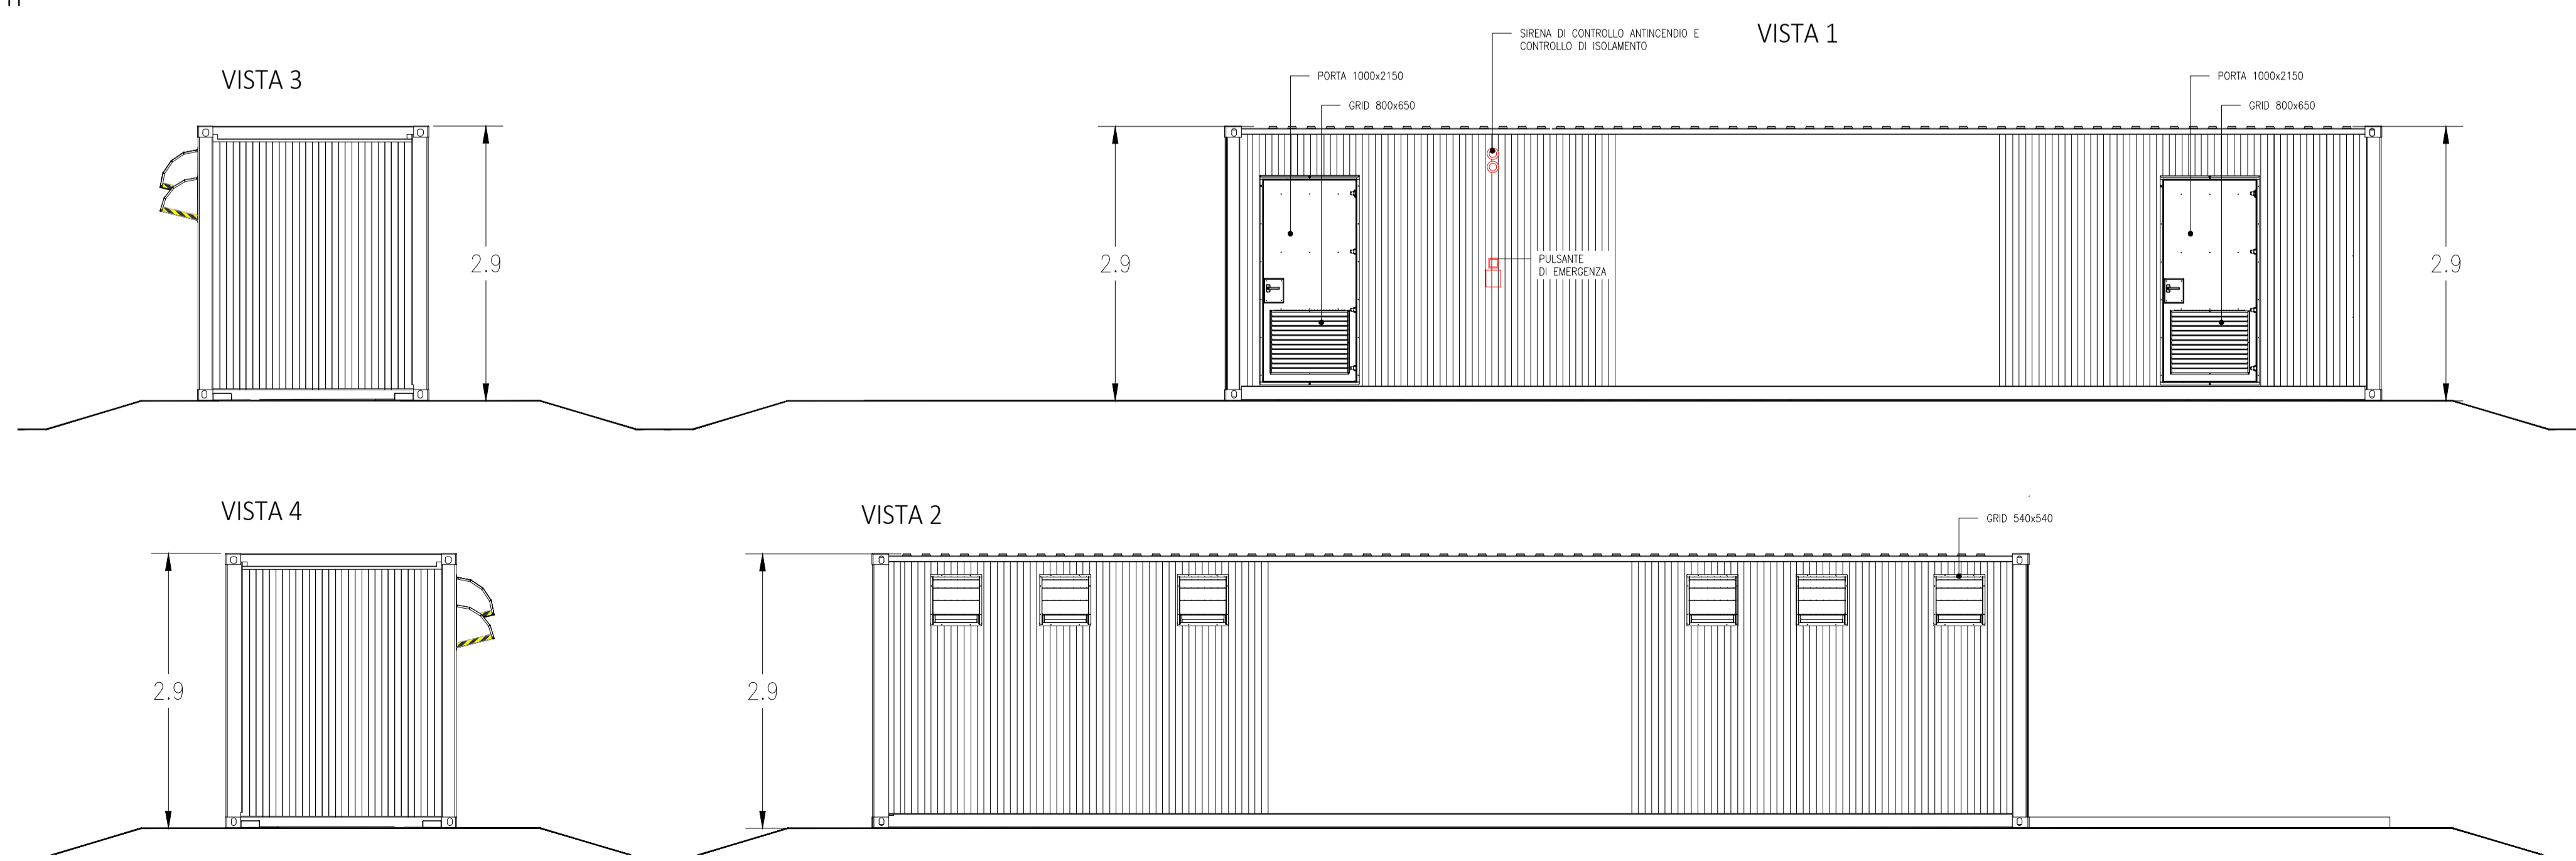 VISTA 3
VISTA 1
SIRENA DI CONTROLLO ANTINCENDIO E
CONTROLLO DI ISOLAMENTO
PORTA 1000x2150
GRID 800x650
PORTA 1000x2150
GRID 800x650
2.9
2.9
PULSANTE
DI EMERGENZA
2.9
VISTA 4
VISTA 2
GRID 540x540
2.9
2.9